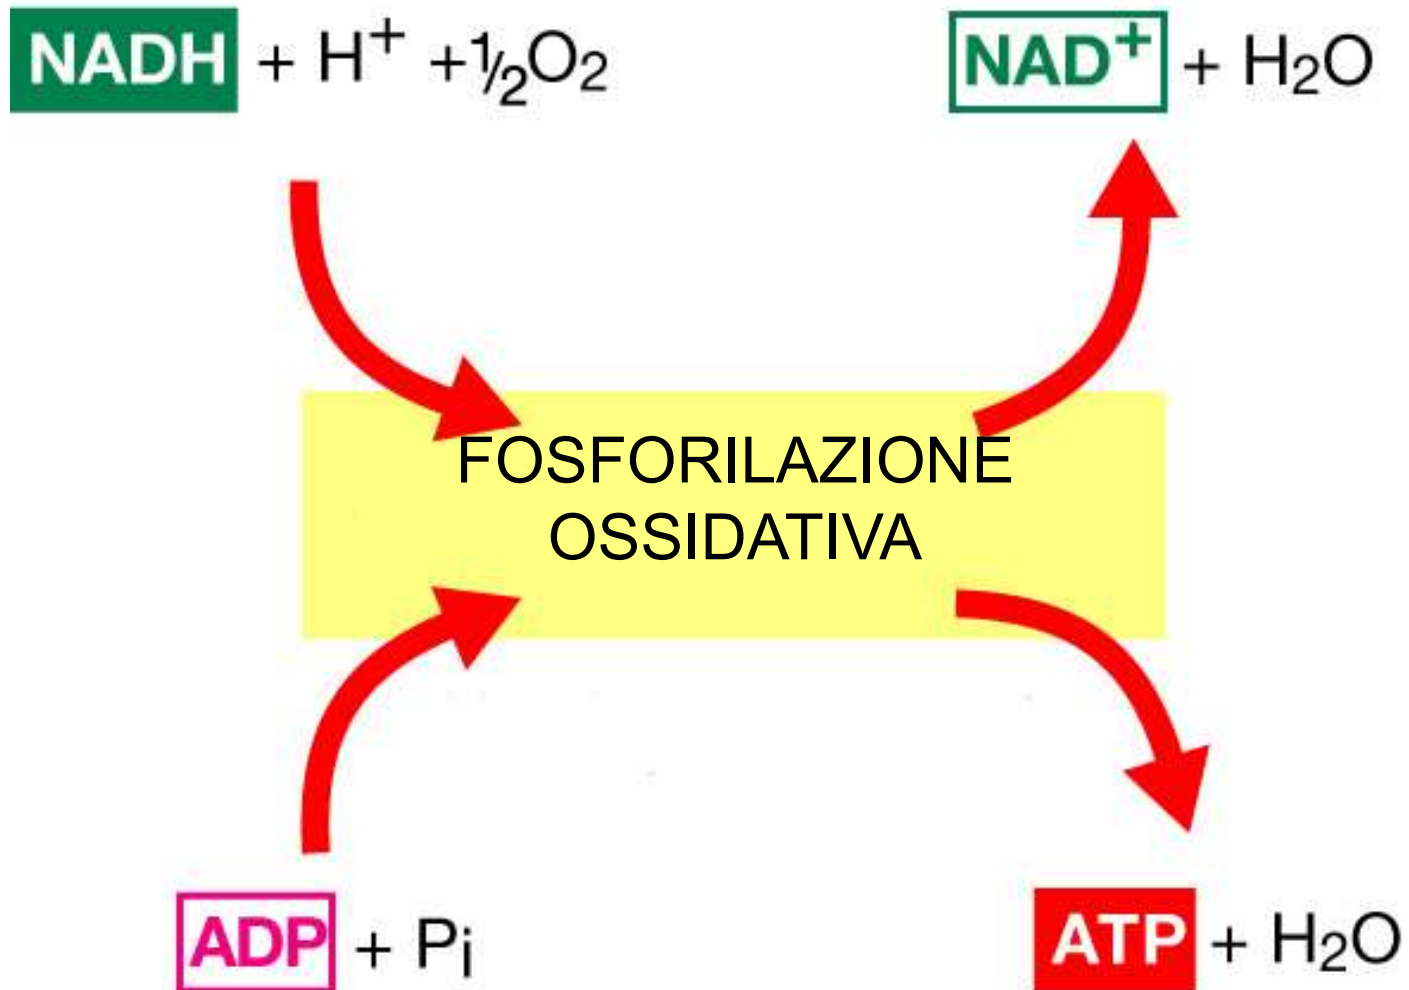 NADH + H⁺ +½O₂
NAD⁺ + H₂O
FOSFORILAZIONE
OSSIDATIVA
ADP + Pi
ATP + H₂O